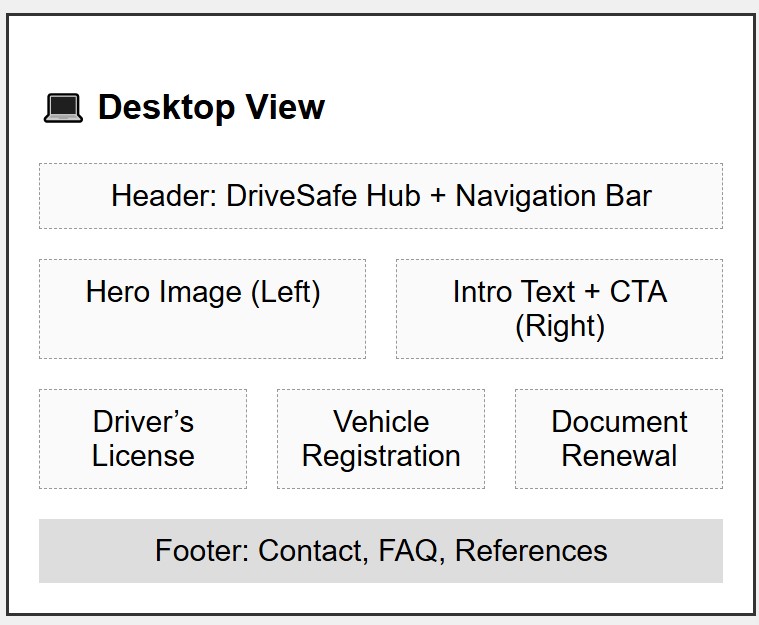 Desktop View
Header: DriveSafe Hub + Navigation Bar
Hero Image (Left)
Intro Text + CTA
(Right)
Driver’s
License
Vehicle
Registration
Document
Renewal
Footer: Contact, FAQ, References